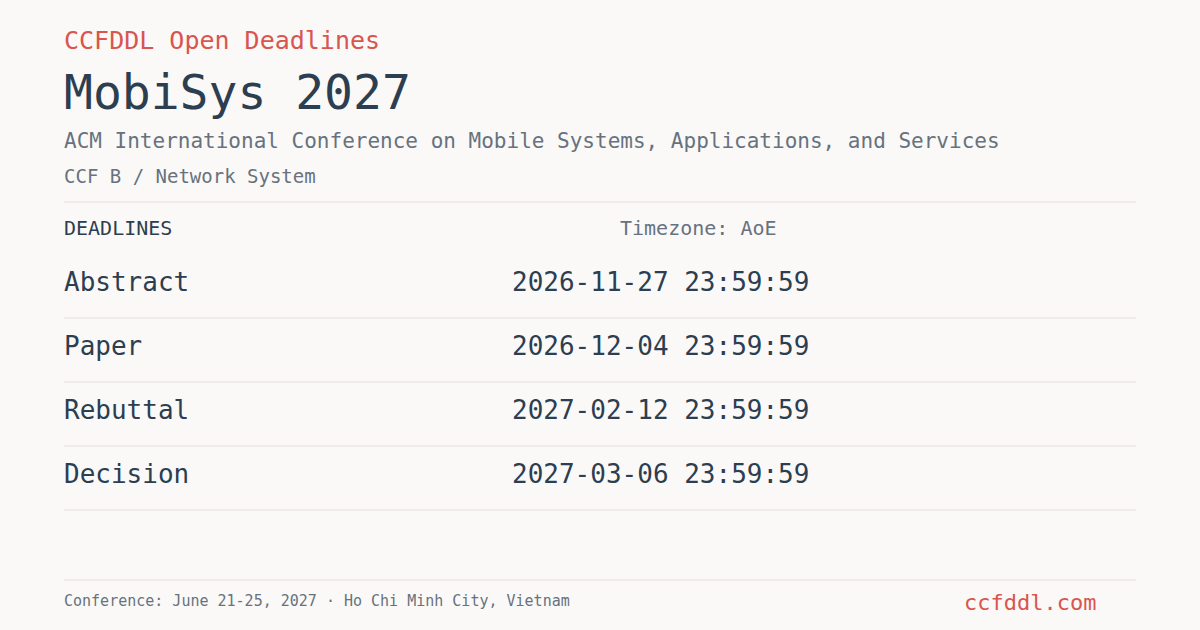 CCFDDL Open Deadlines
MobiSys 2027
ACM International Conference on Mobile Systems, Applications, and Services
CCF B / Network System
DEADLINES Timezone: AoE
Abstract 2026-11-27 23:59:59
Paper 2026-12-04 23:59:59
Rebuttal 2027-02-12 23:59:59
Decision 2027-03-06 23:59:59
Conference: June 21-25, 2027 · Ho Chi Minh City, Vietnam ccfddl.com